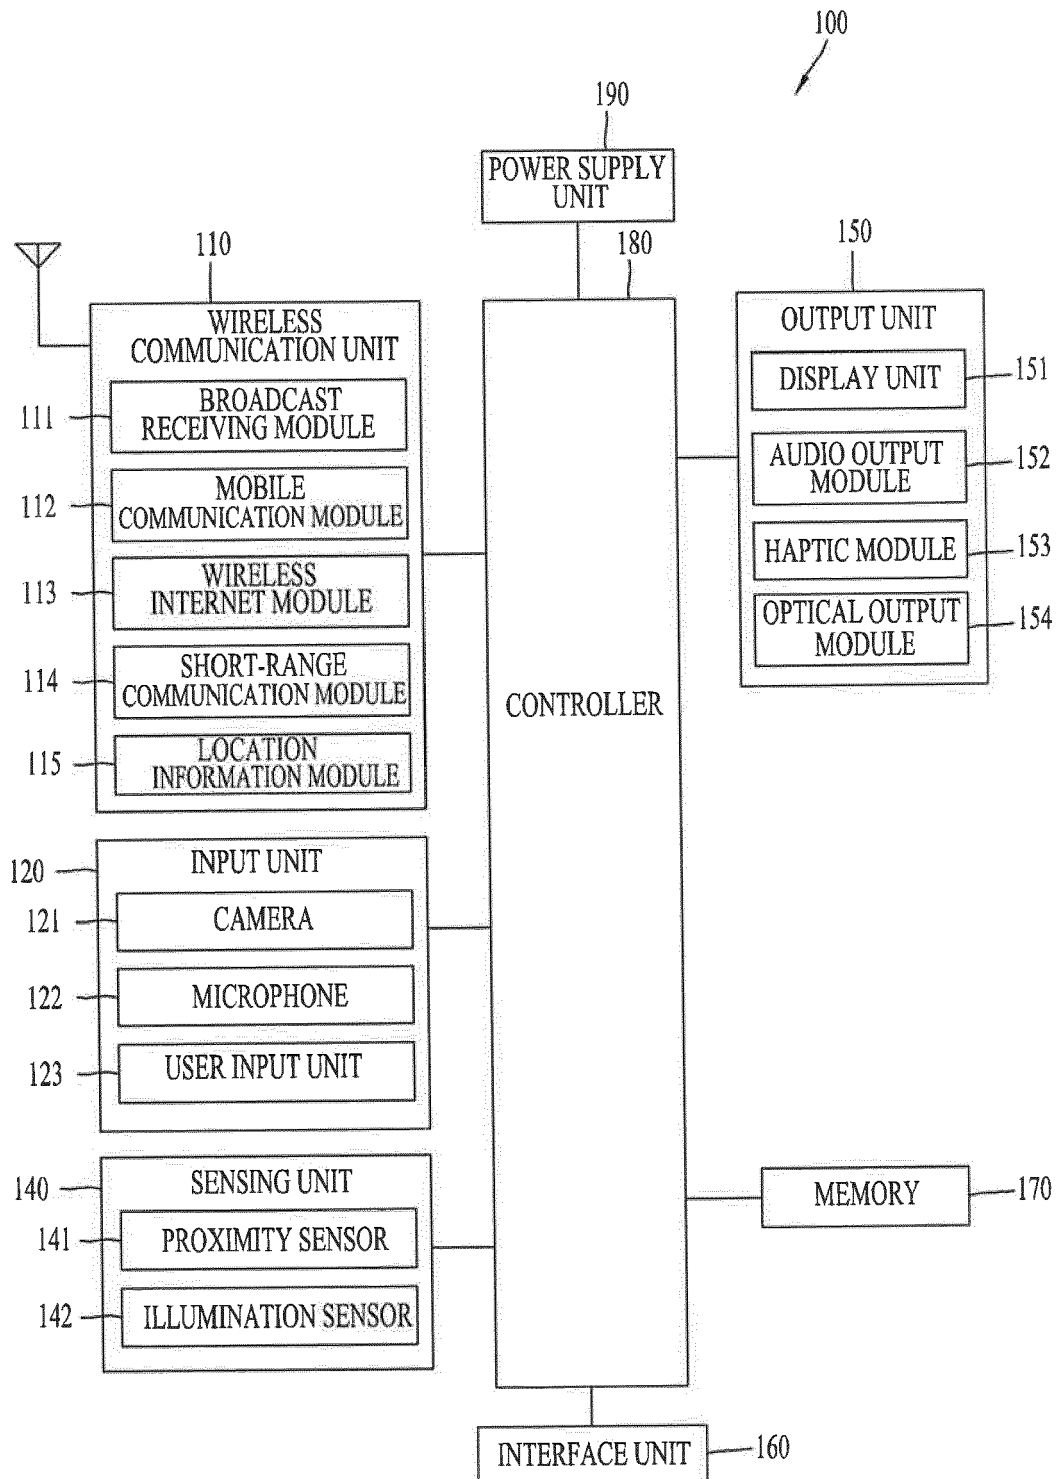 100
190
POWER SUPPLY
UNIT
110
180
150
WIRELESS
COMMUNICATION UNIT
111
BROADCAST
RECEIVING MODULE
112
MOBILE
COMMUNICATION MODULE
113
WIRELESS
INTERNET MODULE
114
SHORT-RANGE
COMMUNICATION MODULE
115
LOCATION
INFORMATION MODULE
120
INPUT UNIT
121
CAMERA
122
MICROPHONE
123
USER INPUT UNIT
140
SENSING UNIT
141
PROXIMITY SENSOR
142
ILLUMINATION SENSOR
CONTROLLER
OUTPUT UNIT
DISPLAY UNIT
151
AUDIO OUTPUT
MODULE
152
HAPTIC MODULE
153
OPTICAL OUTPUT
MODULE
154
MEMORY
170
INTERFACE UNIT
160